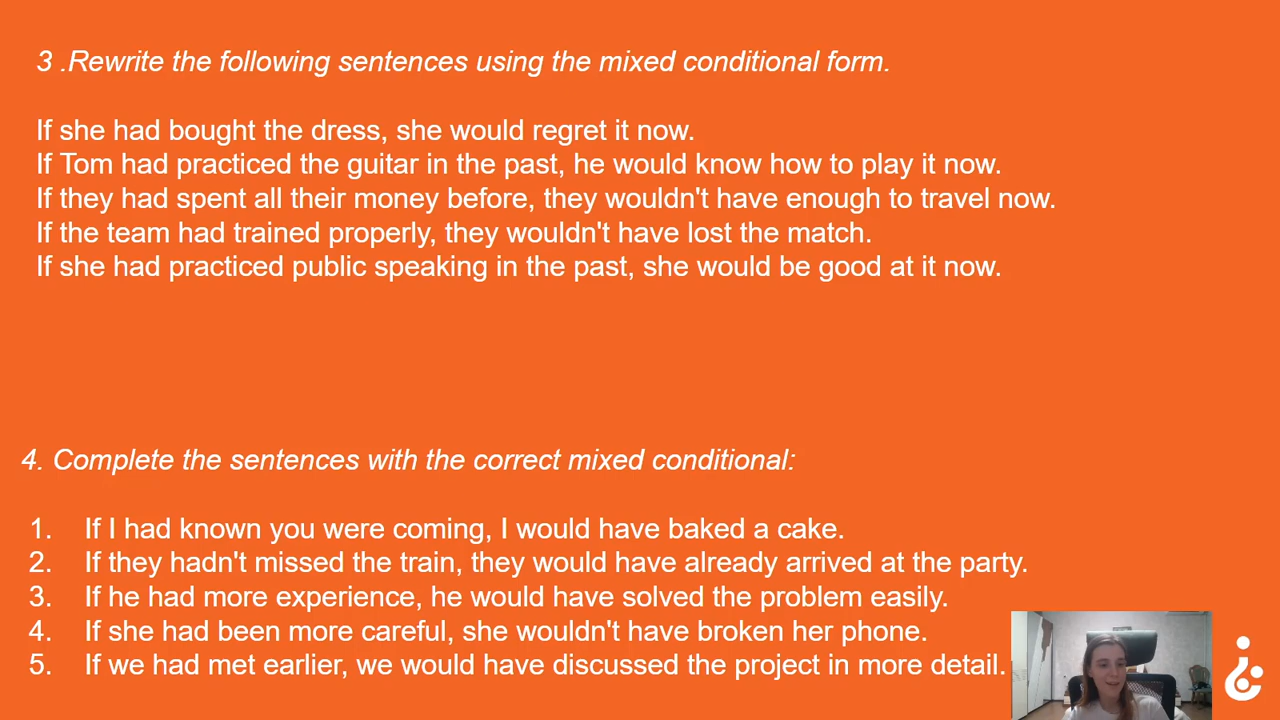 3 .Rewrite the following sentences using the mixed conditional form.
If she had bought the dress, she would regret it now.
If Tom had practiced the guitar in the past, he would know how to play it now.
If they had spent all their money before, they wouldn't have enough to travel now.
If the team had trained properly, they wouldn't have lost the match.
If she had practiced public speaking in the past, she would be good at it now.
4. Complete the sentences with the correct mixed conditional:
1. If I had known you were coming, I would have baked a cake.
2. If they hadn't missed the train, they would have already arrived at the party.
3. If he had more experience, he would have solved the problem easily.
4. If she had been more careful, she wouldn't have broken her phone.
5. If we had met earlier, we would have discussed the project in more detail.